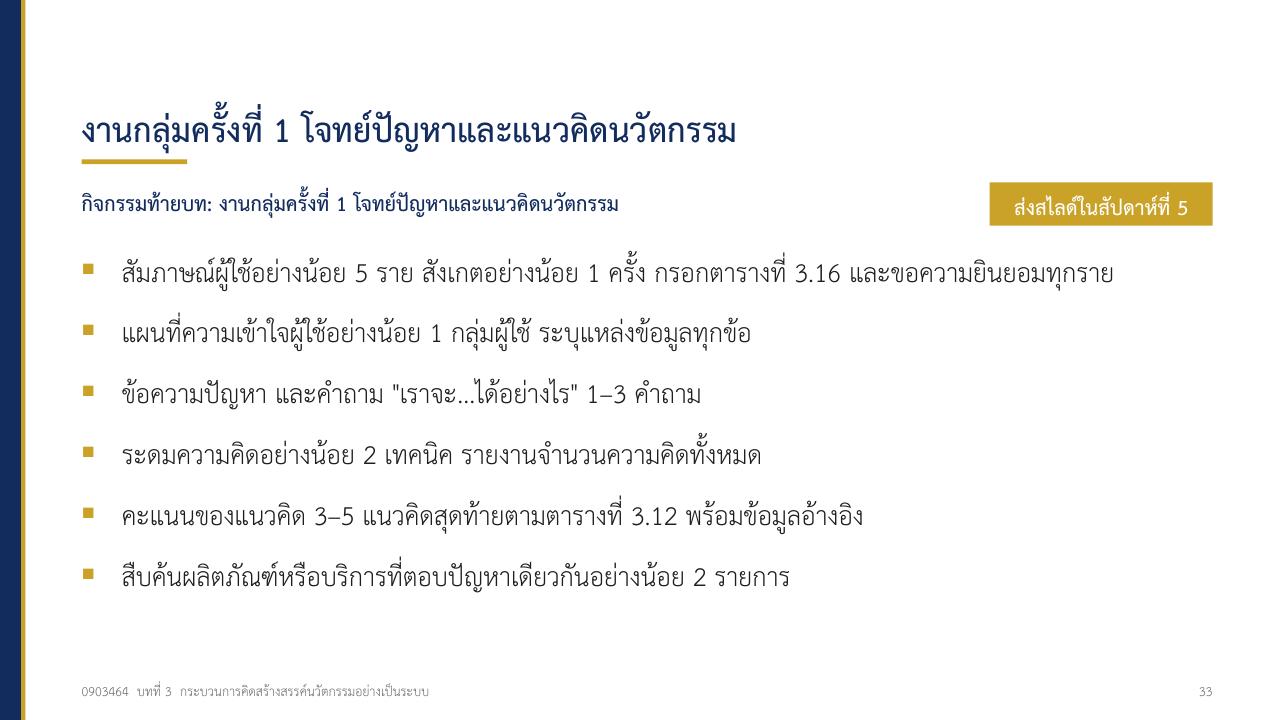 งานกลุ่มครั้งที่ 1 โจทย์ปัญหาและแนวคิดนวัตกรรม
กิจกรรมท้ายบท: งานกลุ่มครั้งที่ 1 โจทย์ปัญหาและแนวคิดนวัตกรรม
ส่งสไลด์ในสัปดาห์ที่ 5
สัมภาษณ์ผู้ใช้อย่างน้อย 5 ราย สังเกตอย่างน้อย 1 ครั้ง กรอกตารางที่ 3.16 และขอความยินยอมทุกราย
แผนที่ความเข้าใจผู้ใช้อย่างน้อย 1 กลุ่มผู้ใช้ ระบุแหล่งข้อมูลทุกข้อ
ข้อความปัญหา และคำถาม "เราจะ...ได้อย่างไร" 1–3 คำถาม
ระดมความคิดอย่างน้อย 2 เทคนิค รายงานจำนวนความคิดทั้งหมด
คะแนนของแนวคิด 3–5 แนวคิดสุดท้ายตามตารางที่ 3.12 พร้อมข้อมูลอ้างอิง
สืบค้นผลิตภัณฑ์หรือบริการที่ตอบปัญหาเดียวกันอย่างน้อย 2 รายการ
0903464 บทที่ 3 กระบวนการคิดสร้างสรรค์นวัตกรรมอย่างเป็นระบบ
33